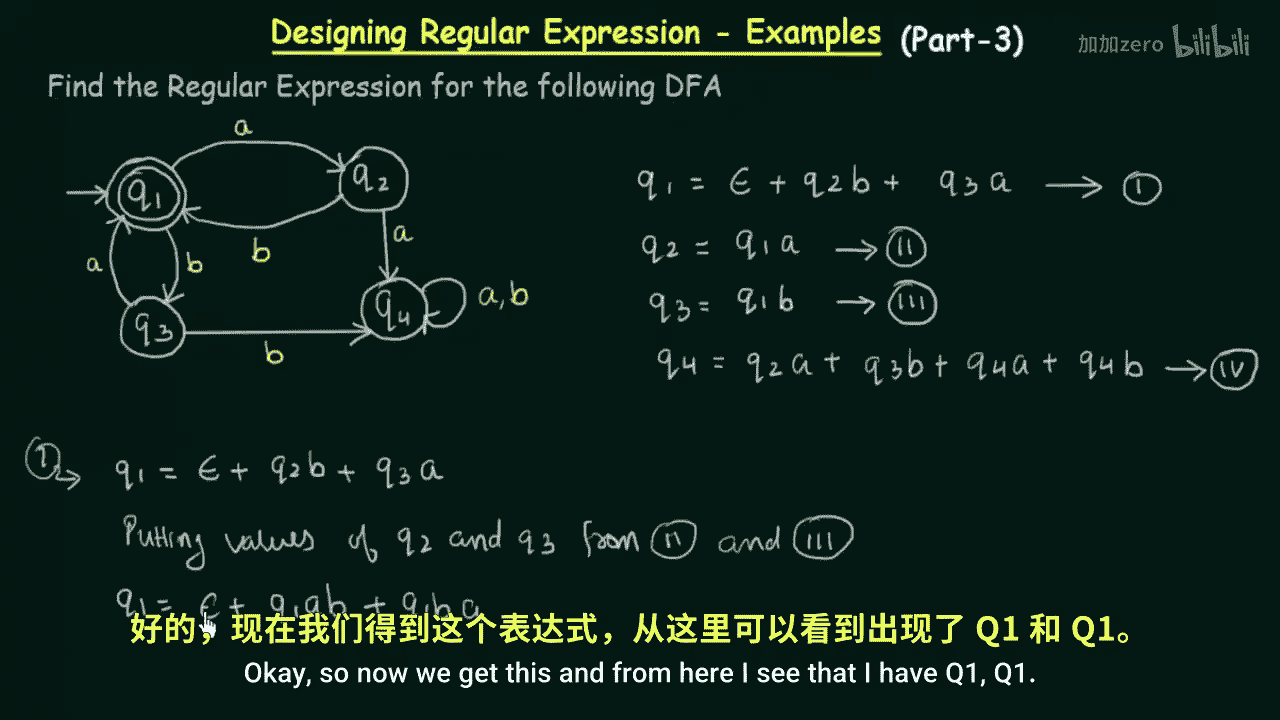 Designing Regular Expression - Examples (Part-3)
加加zero bilibili
Find the Regular Expression for the following DFA
a
q1
q2
a
b
b
a
q3
q4
a,b
b
q1 = ε + q2b + q3a → I
q2 = q1a → II
q3 = q1b → III
q4 = q2a + q3b + q4a + q4b → IV
I→ q1 = ε + q2b + q3a
Putting values of q2 and q3 from II and III
q1 = ε + q1ab + q1ba
好的，现在我们得到这个表达式，从这里可以看到出现了 Q1 和 Q1。
Okay, so now we get this and from here I see that I have Q1, Q1.